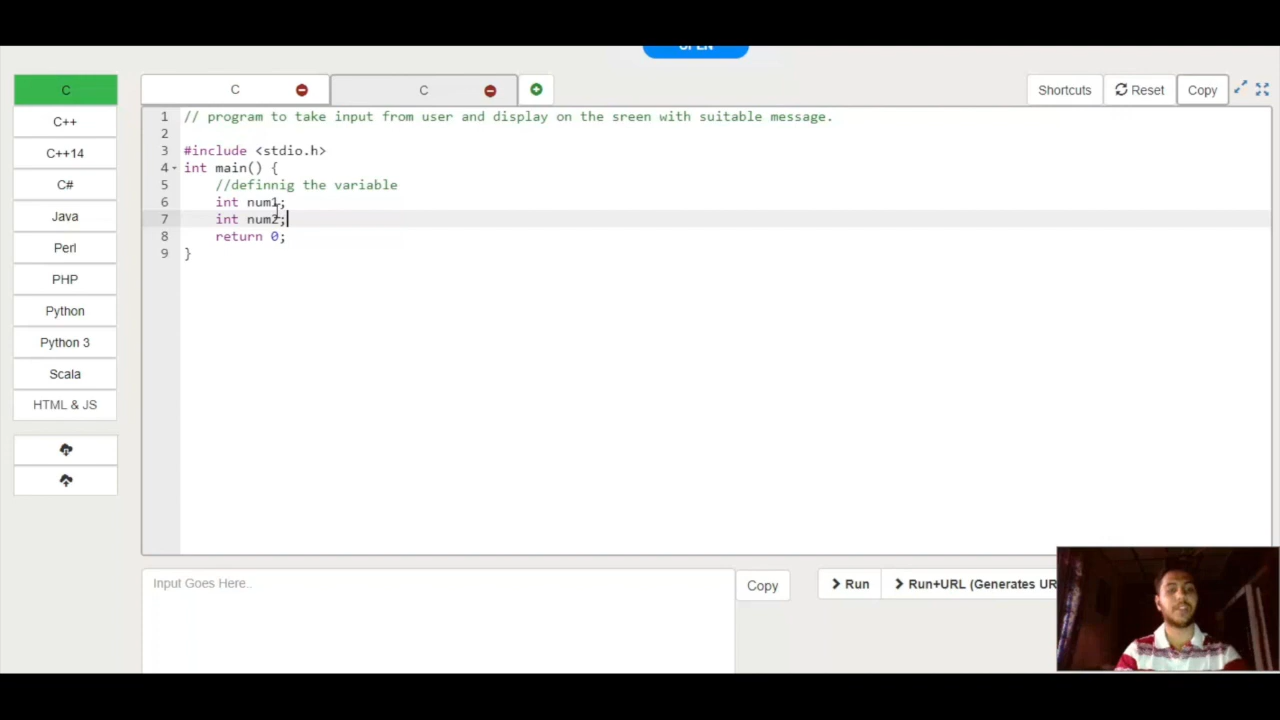 OPEN
C
C++
C++14
C#
Java
Perl
PHP
Python
Python 3
Scala
HTML & JS
C
C
Shortcuts
Reset
Copy
1 // program to take input from user and display on the sreen with suitable message.
2
3 #include <stdio.h>
4 int main() {
5 //definnig the variable
6 int num1;
7 int num2;
8 return 0;
9 }
Input Goes Here..
Copy
Run
Run+URL (Generates UR